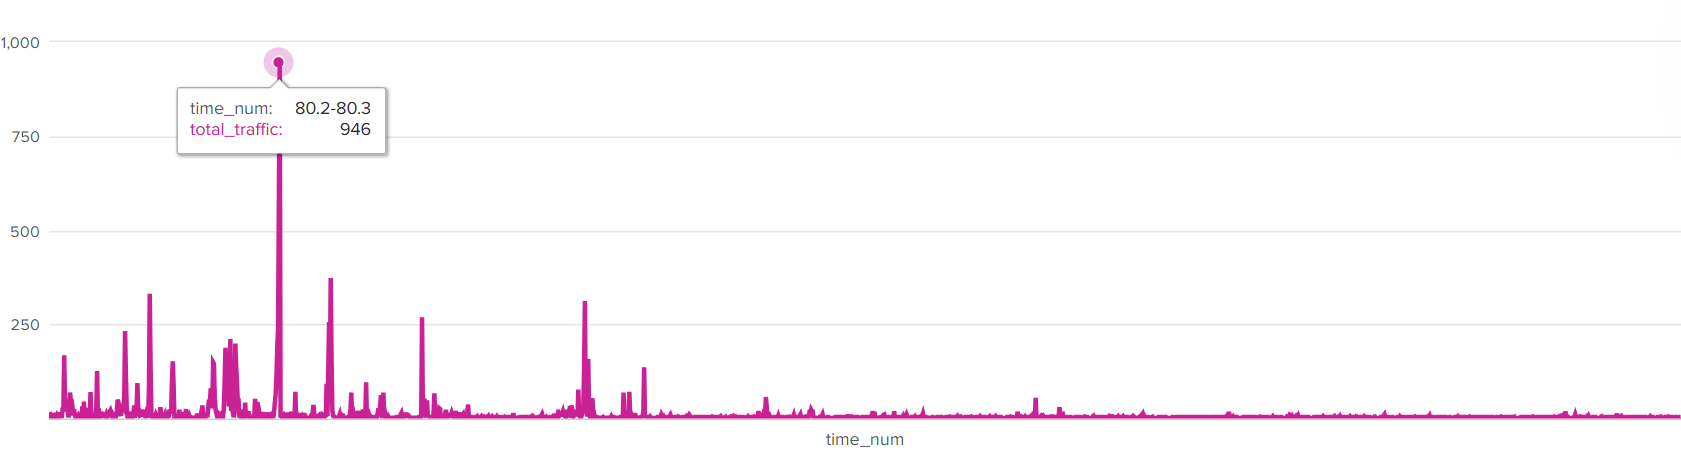 1,000
time_num: 80.2-80.3
total_traffic: 946
750
500
250
time_num